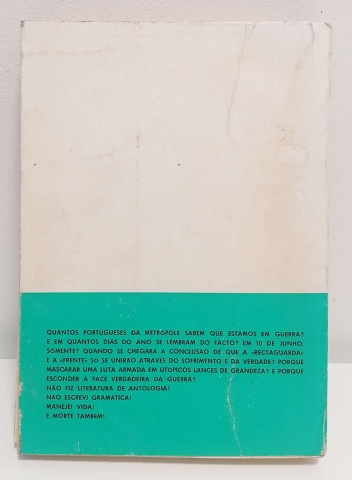 QUANTOS PORTUGUESES DA METRÓPOLE SABEM QUE ESTAMOS EM GUERRA?
E EM QUANTOS DIAS DO ANO SE LEMBRAM DO FACTO? EM 10 DE JUNHO,
SÒMENTE? QUANDO SE CHEGARÁ À CONCLUSÃO DE QUE A «RECTAGUARDA»
E A «FRENTE» SÓ SE UNIRÃO ATRAVÉS DO SOFRIMENTO E DA VERDADE? PORQUE
MASCARAR UMA LUTA ARMADA EM UTÓPICOS LANCES DE GRANDEZA? E PORQUE
ESCONDER A FACE VERDADEIRA DA GUERRA?
NÃO FIZ LITERATURA DE ANTOLOGIA!
NÃO ESCREVI GRAMÁTICA!
MANEJEI VIDA!
E MORTE TAMBÉM!